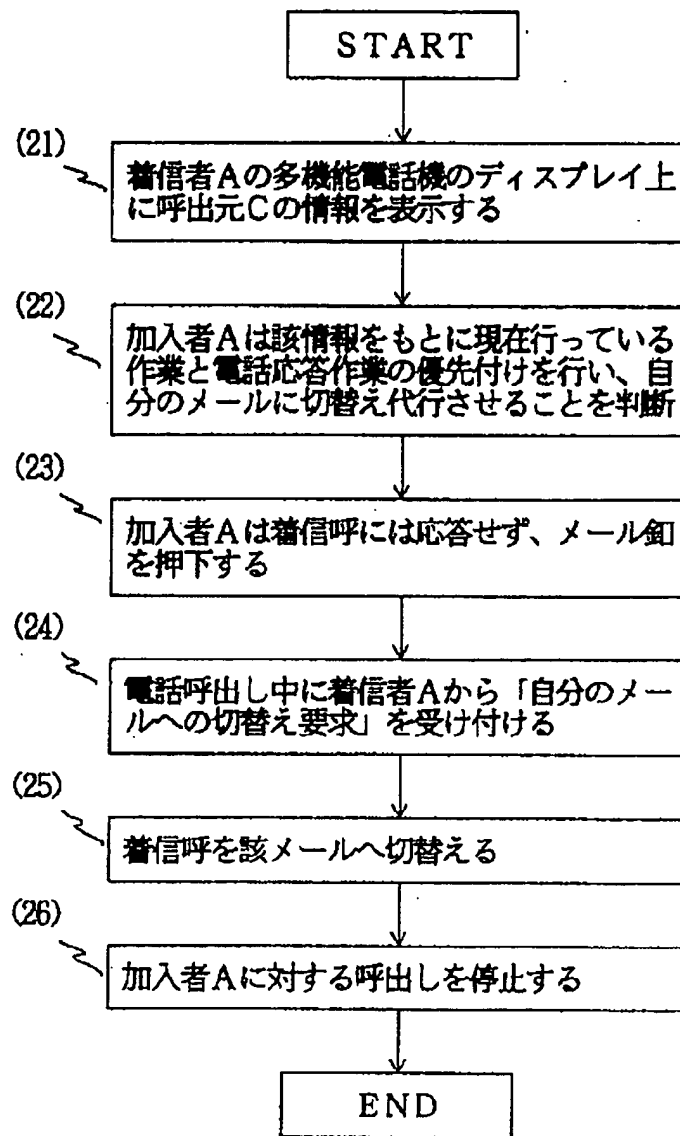 START
(21)
着信者Aの多機能電話機のディスプレイ上
に呼出元Cの情報を表示する
(22)
加入者Aは該情報をもとに現在行っている
作業と電話応答作業の優先付けを行い、自
分のメールに切替え代行させることを判断
(23)
加入者Aは着信呼には応答せず、メール釦
を押下する
(24)
電話呼出し中に着信者Aから「自分のメー
ルへの切替え要求」を受け付ける
(25)
着信呼を該メールへ切替える
(26)
加入者Aに対する呼出しを停止する
END